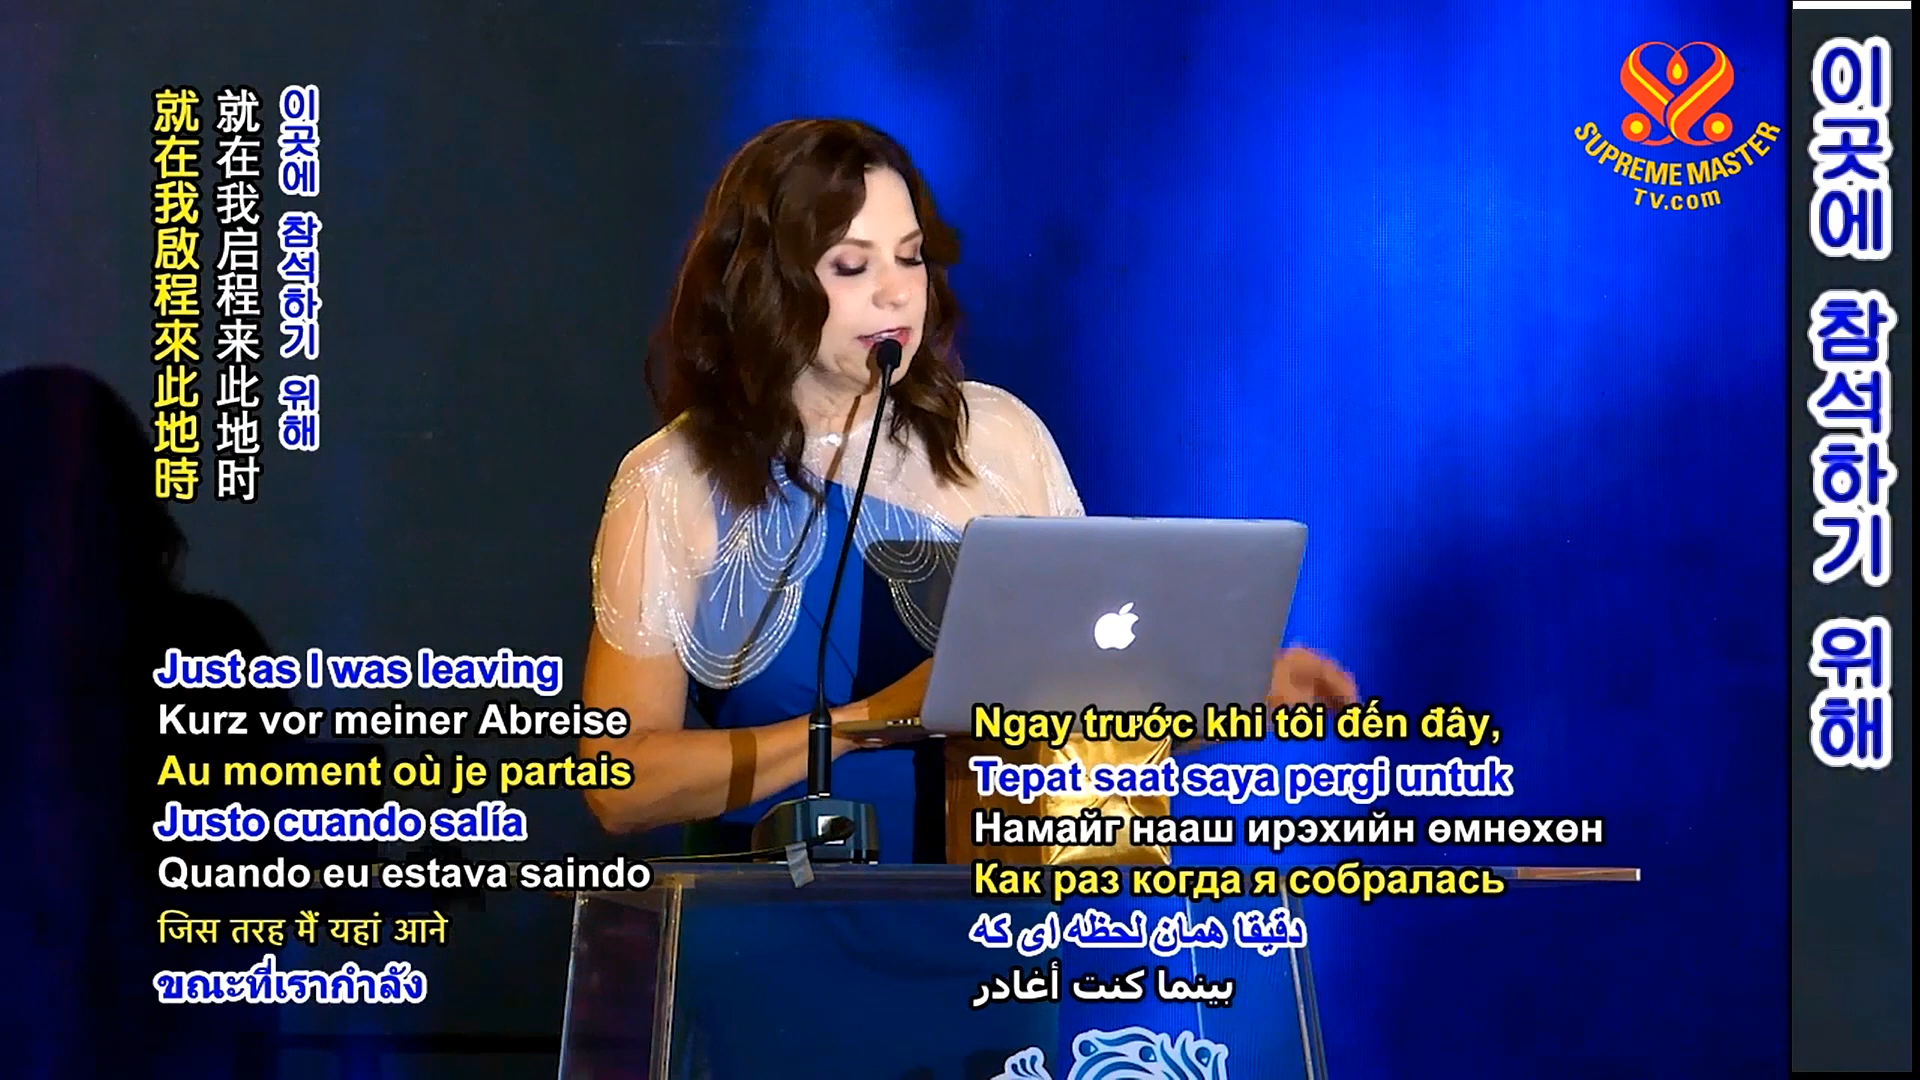 이곳에 참석하기 위해
就在我启程来此地时
就在我啟程來此地時
SUPREME MASTER
TV.com
이곳에 참석하기 위해
Just as I was leaving
Kurz vor meiner Abreise
Au moment où je partais
Justo cuando salía
Quando eu estava saindo
जिस तरह मैं यहां आने
ขณะที่เรากำลัง
Ngay trước khi tôi đến đây,
Tepat saat saya pergi untuk
Намайг нааш ирэхийн өмнөхөн
Как раз когда я собралась
دقیقا همان لحظه ای که
بينما كنت أغادر